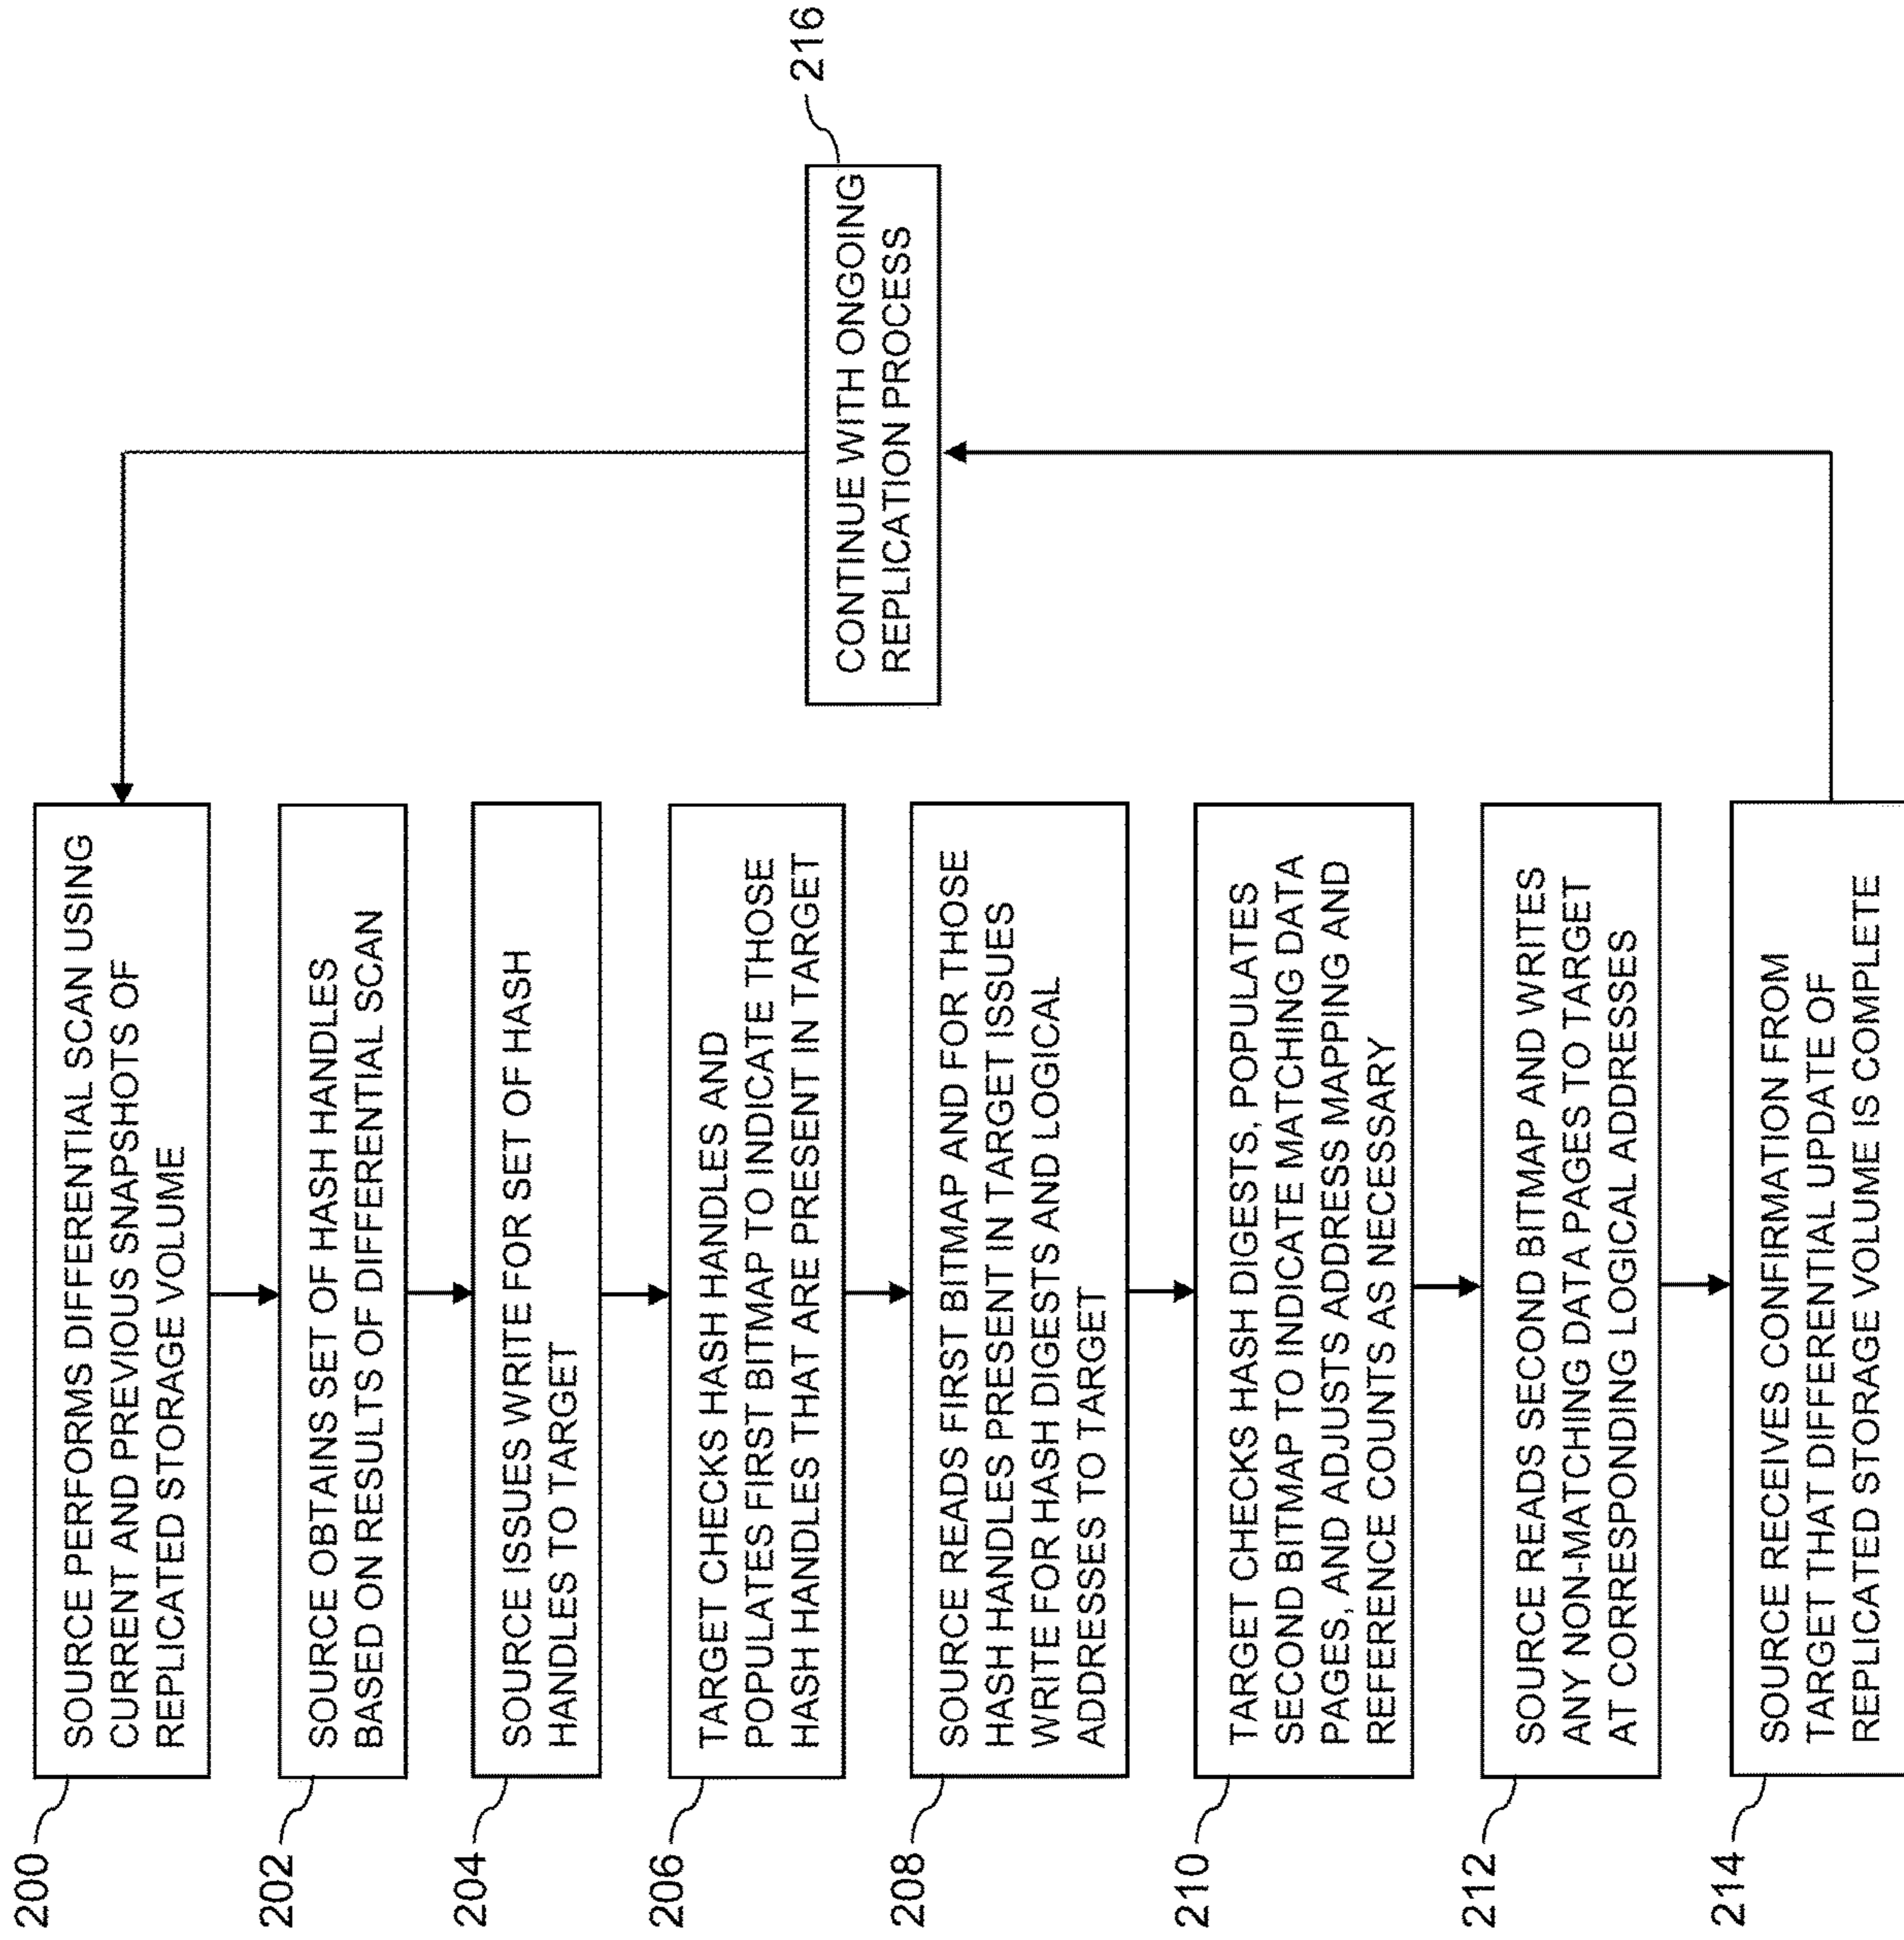 200
SOURCE PERFORMS DIFFERENTIAL SCAN USING
CURRENT AND PREVIOUS SNAPSHOTS OF
REPLICATED STORAGE VOLUME
202
SOURCE OBTAINS SET OF HASH HANDLES
BASED ON RESULTS OF DIFFERENTIAL SCAN
204
SOURCE ISSUES WRITE FOR SET OF HASH
HANDLES TO TARGET
206
TARGET CHECKS HASH HANDLES AND
POPULATES FIRST BITMAP TO INDICATE THOSE
HASH HANDLES THAT ARE PRESENT IN TARGET
208
SOURCE READS FIRST BITMAP AND FOR THOSE
HASH HANDLES PRESENT IN TARGET ISSUES
WRITE FOR HASH DIGESTS AND LOGICAL
ADDRESSES TO TARGET
210
TARGET CHECKS HASH DIGESTS, POPULATES
SECOND BITMAP TO INDICATE MATCHING DATA
PAGES, AND ADJUSTS ADDRESS MAPPING AND
REFERENCE COUNTS AS NECESSARY
212
SOURCE READS SECOND BITMAP AND WRITES
ANY NON-MATCHING DATA PAGES TO TARGET
AT CORRESPONDING LOGICAL ADDRESSES
214
SOURCE RECEIVES CONFIRMATION FROM
TARGET THAT DIFFERENTIAL UPDATE OF
REPLICATED STORAGE VOLUME IS COMPLETE
216
CONTINUE WITH ONGOING
REPLICATION PROCESS